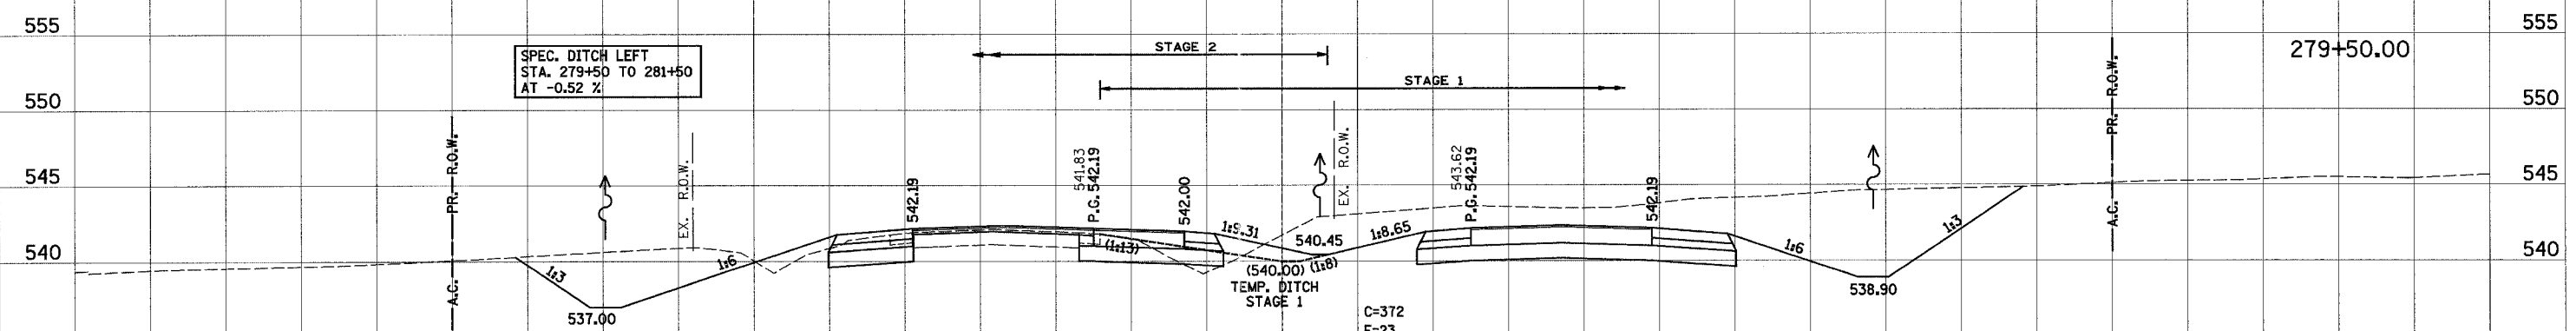 555
555
279+50.00
SPEC. DITCH LEFT
STA. 279+50 TO 281+50
AT -0.52 %
STAGE 2
STAGE 1
550
550
A.C. PR. R.O.W.
EX. R.O.W.
541.83
P.G. 542.19
542.19
542.00
EX. R.O.W.
543.62
P.G. 542.19
542.19
A.C. PR. R.O.W.
545
545
540
540
1:3
1:6
(1:13)
1:9.31
540.45
1:8.65
(540.00) (1:8)
TEMP. DITCH
STAGE 1
1:6
1:3
537.00
538.90
C=372
F=23